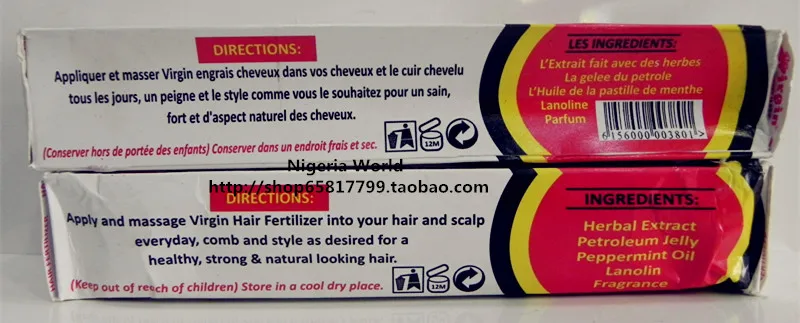 DIRECTIONS:
Appliquer et masser Virgin engrais cheveux dans vos cheveux et le cuir chevelu
tous les jours, un peigne et le style comme vous le souhaitez pour un sain,
fort et d'aspect naturel des cheveux.
(Conserver hors de portée des enfants) Conserver dans un endroit frais et sec.
12M
LES INGREDIENTS:
L'Extrait fait avec des herbes
La gelee du petrole
L'Huile de la pastille de menthe
Lanoline
Parfum
6156000003801>
Nigeria World
http://shop65817799.taobao.com
DIRECTIONS:
Apply and massage Virgin Hair Fertilizer into your hair and scalp
everyday, comb and style as desired for a
healthy, strong & natural looking hair.
(Keep out of reech of children) Store in a cool dry place.
12M
INGREDIENTS:
Herbal Extract
Petroleum Jelly
Peppermint Oil
Lanolin
Fragrance